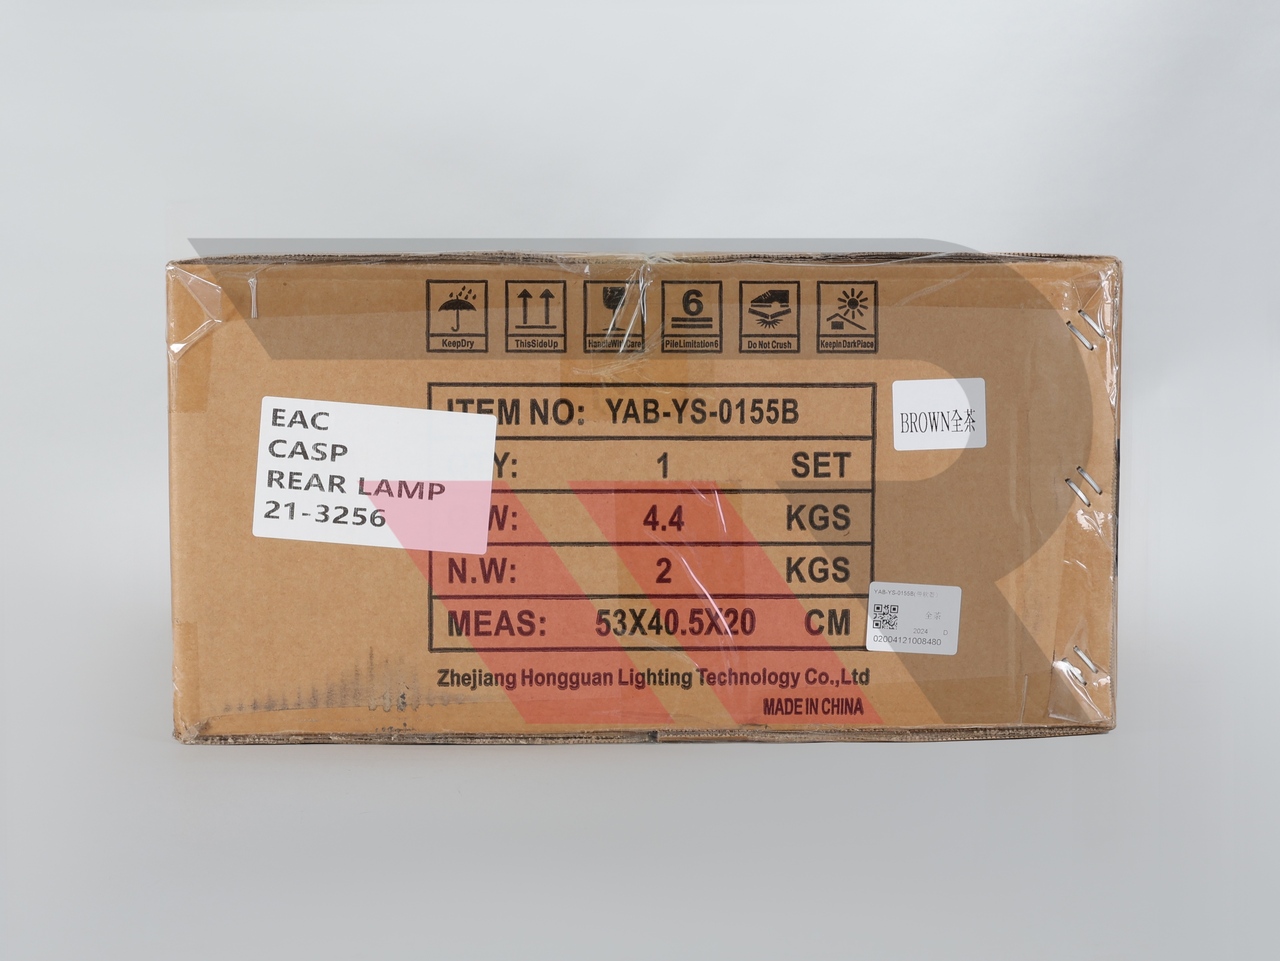 KeepDry
ThisSideUp
HandleWithCare
6
PileLimitation6
Do Not Crush
KeepinDarkPlace
ITEM NO: YAB-YS-0155B
Y: 1 SET
W: 4.4 KGS
N.W: 2 KGS
MEAS: 53X40.5X20 CM
Zhejiang Hongguan Lighting Technology Co.,Ltd
MADE IN CHINA
EAC
CASP
REAR LAMP
21-3256
BROWN全茶
YAB-YS-0155B
全茶
2024 D
02004121008480